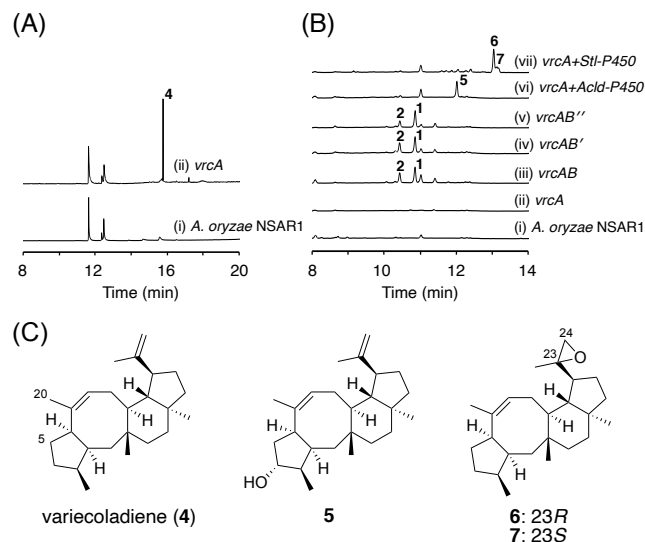 (A)
4
(ii) vrcA
(i) A. oryzae NSAR1
8 12 16 20
Time (min)
(B)
6
7
(vii) vrcA+Stl-P450
5
(vi) vrcA+Acld-P450
2 1
(v) vrcAB''
2 1
(iv) vrcAB'
2 1
(iii) vrcAB
(ii) vrcA
(i) A. oryzae NSAR1
8 10 12 14
Time (min)
(C)
20
5
H
H
H
H
variecoladiene (4)
H
H
H
H
HO
5
24
23
O
H
H
H
H
6: 23R
7: 23S